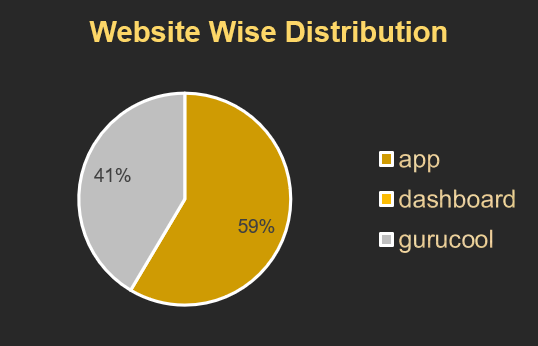 Website Wise Distribution
41%
59%
app
dashboard
gurucool